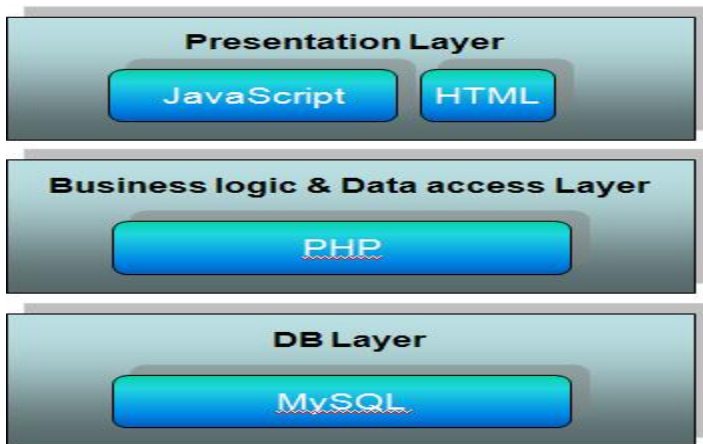 Presentation Layer
JavaScript HTML
Business logic & Data access Layer
PHP
DB Layer
MySQL